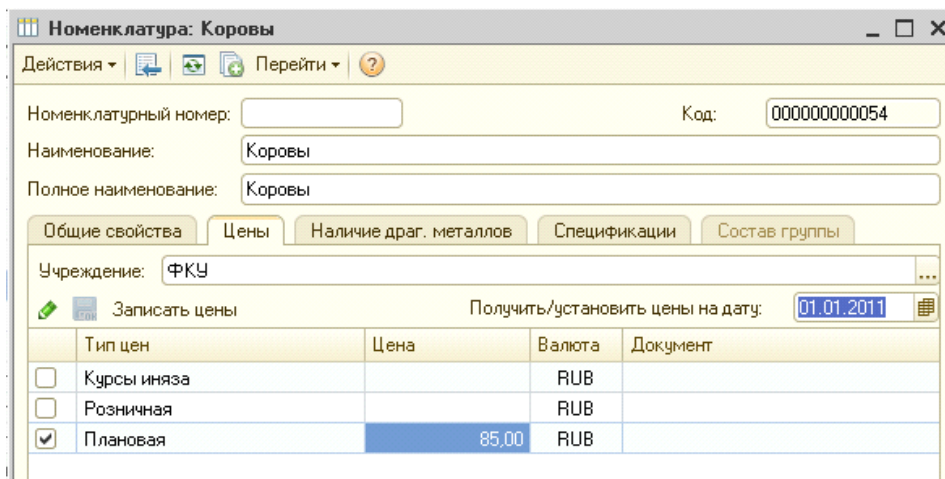 Номенклатура: Коровы
Действия Перейти
Номенклатурный номер: Код: 000000000054
Наименование: Коровы
Полное наименование: Коровы
Общие свойства Цены Наличие драг. металлов Спецификации Состав группы
Учреждение: ФКУ ...
Записать цены Получить/установить цены на дату: 01.01.2011
Тип цен Цена Валюта Документ
Курсы иняза RUB
Розничная RUB
Плановая 85,00 RUB